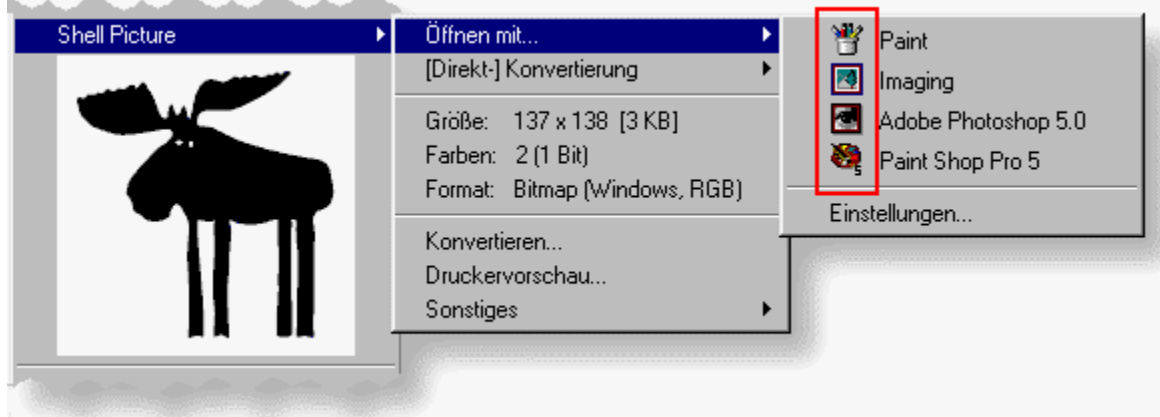 Shell Picture
Öffnen mit...
[Direkt-] Konvertierung
Größe: 137 x 138 [3 KB]
Farben: 2 (1 Bit)
Format: Bitmap (Windows, RGB)
Konvertieren...
Druckervorschau...
Sonstiges
Paint
Imaging
Adobe Photoshop 5.0
Paint Shop Pro 5
Einstellungen...